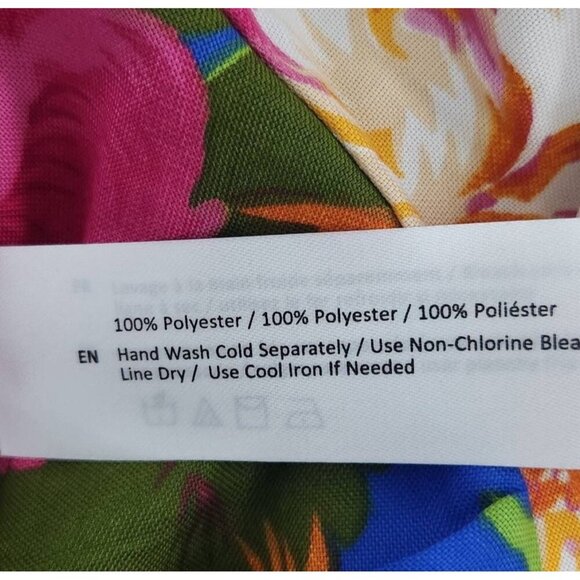 100% Polyester / 100% Polyester / 100% Poliéster
EN Hand Wash Cold Separately / Use Non-Chlorine Blea
Line Dry / Use Cool Iron If Needed